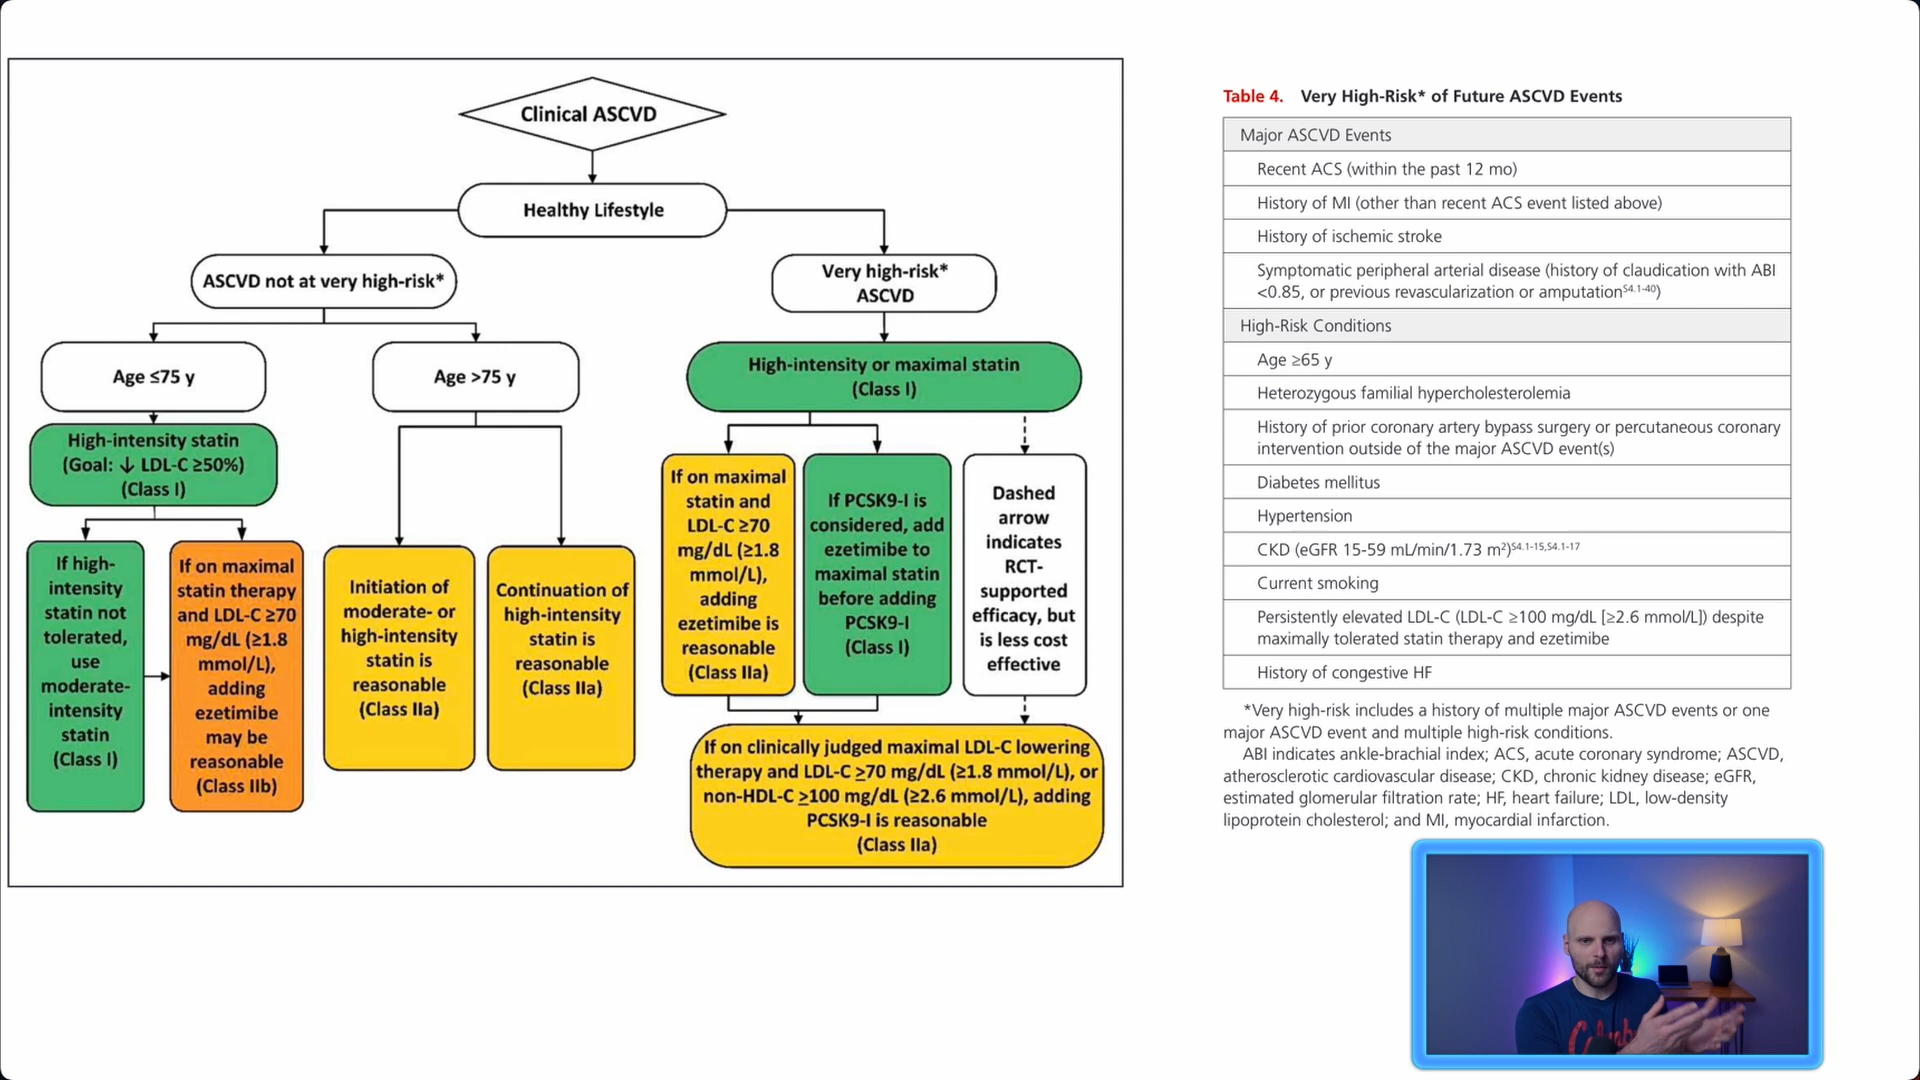 Clinical ASCVD
Healthy Lifestyle
ASCVD not at very high-risk*
Very high-risk*
ASCVD
Age ≤75 y
Age >75 y
High-intensity or maximal statin
(Class I)
High-intensity statin
(Goal: ↓ LDL-C ≥50%)
(Class I)
If high-
intensity
statin not
tolerated,
use
moderate-
intensity
statin
(Class I)
If on maximal
statin therapy
and LDL-C ≥70
mg/dL (≥1.8
mmol/L),
adding
ezetimibe
may be
reasonable
(Class IIb)
Initiation of
moderate- or
high-intensity
statin is
reasonable
(Class IIa)
Continuation of
high-intensity
statin is
reasonable
(Class IIa)
If on maximal
statin and
LDL-C ≥70
mg/dL (≥1.8
mmol/L),
adding
ezetimibe is
reasonable
(Class IIa)
If PCSK9-I is
considered, add
ezetimibe to
maximal statin
before adding
PCSK9-I
(Class I)
Dashed
arrow
indicates
RCT-
supported
efficacy, but
is less cost
effective
If on clinically judged maximal LDL-C lowering
therapy and LDL-C ≥70 mg/dL (≥1.8 mmol/L), or
non-HDL-C ≥100 mg/dL (≥2.6 mmol/L), adding
PCSK9-I is reasonable
(Class IIa)
Table 4. Very High-Risk* of Future ASCVD Events
Major ASCVD Events
Recent ACS (within the past 12 mo)
History of MI (other than recent ACS event listed above)
History of ischemic stroke
Symptomatic peripheral arterial disease (history of claudication with ABI
<0.85, or previous revascularization or amputationS4.1-40)
High-Risk Conditions
Age ≥65 y
Heterozygous familial hypercholesterolemia
History of prior coronary artery bypass surgery or percutaneous coronary
intervention outside of the major ASCVD event(s)
Diabetes mellitus
Hypertension
CKD (eGFR 15-59 mL/min/1.73 m²)S4.1-15,S4.1-17
Current smoking
Persistently elevated LDL-C (LDL-C ≥100 mg/dL [≥2.6 mmol/L]) despite
maximally tolerated statin therapy and ezetimibe
History of congestive HF
*Very high-risk includes a history of multiple major ASCVD events or one
major ASCVD event and multiple high-risk conditions.
ABI indicates ankle-brachial index; ACS, acute coronary syndrome; ASCVD,
atherosclerotic cardiovascular disease; CKD, chronic kidney disease; eGFR,
estimated glomerular filtration rate; HF, heart failure; LDL, low-density
lipoprotein cholesterol; and MI, myocardial infarction.